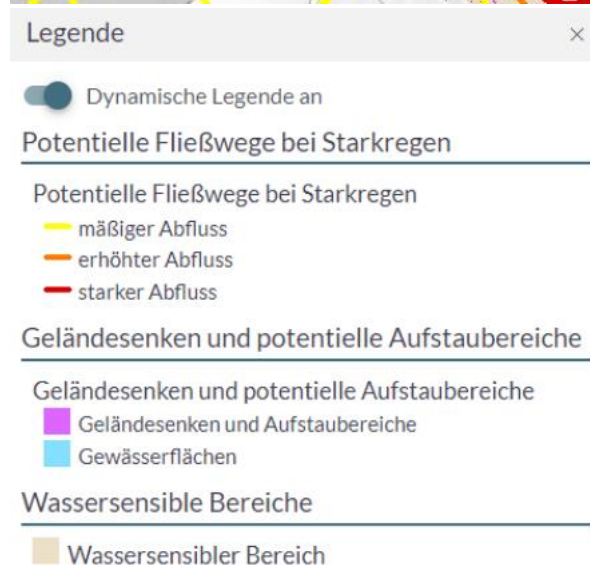 Legende
Dynamische Legende an
Potentielle Fließwege bei Starkregen
Potentielle Fließwege bei Starkregen
mäßiger Abfluss
erhöhter Abfluss
starker Abfluss
Geländesenken und potentielle Aufstaubereiche
Geländesenken und potentielle Aufstaubereiche
Geländesenken und Aufstaubereiche
Gewässerflächen
Wassersensible Bereiche
Wassersensibler Bereich